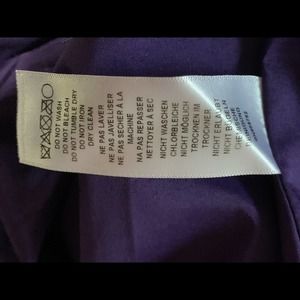 DO NOT WASH
DO NOT BLEACH
DO NOT TUMBLE DRY
DO NOT IRON
DRY CLEAN
NE PAS LAVER
NE PAS JAVELLISER
NE PAS SECHER À LA
MACHINE
NA PAS REPASSER
NETTOYER À SEC
NICHT WASCHEN
CHLORBLEICHE
NICHT MÖGLICH
TROCKNEN IM
TROCKNER
NICHT ERLAUBT
NICHT BÜGELN